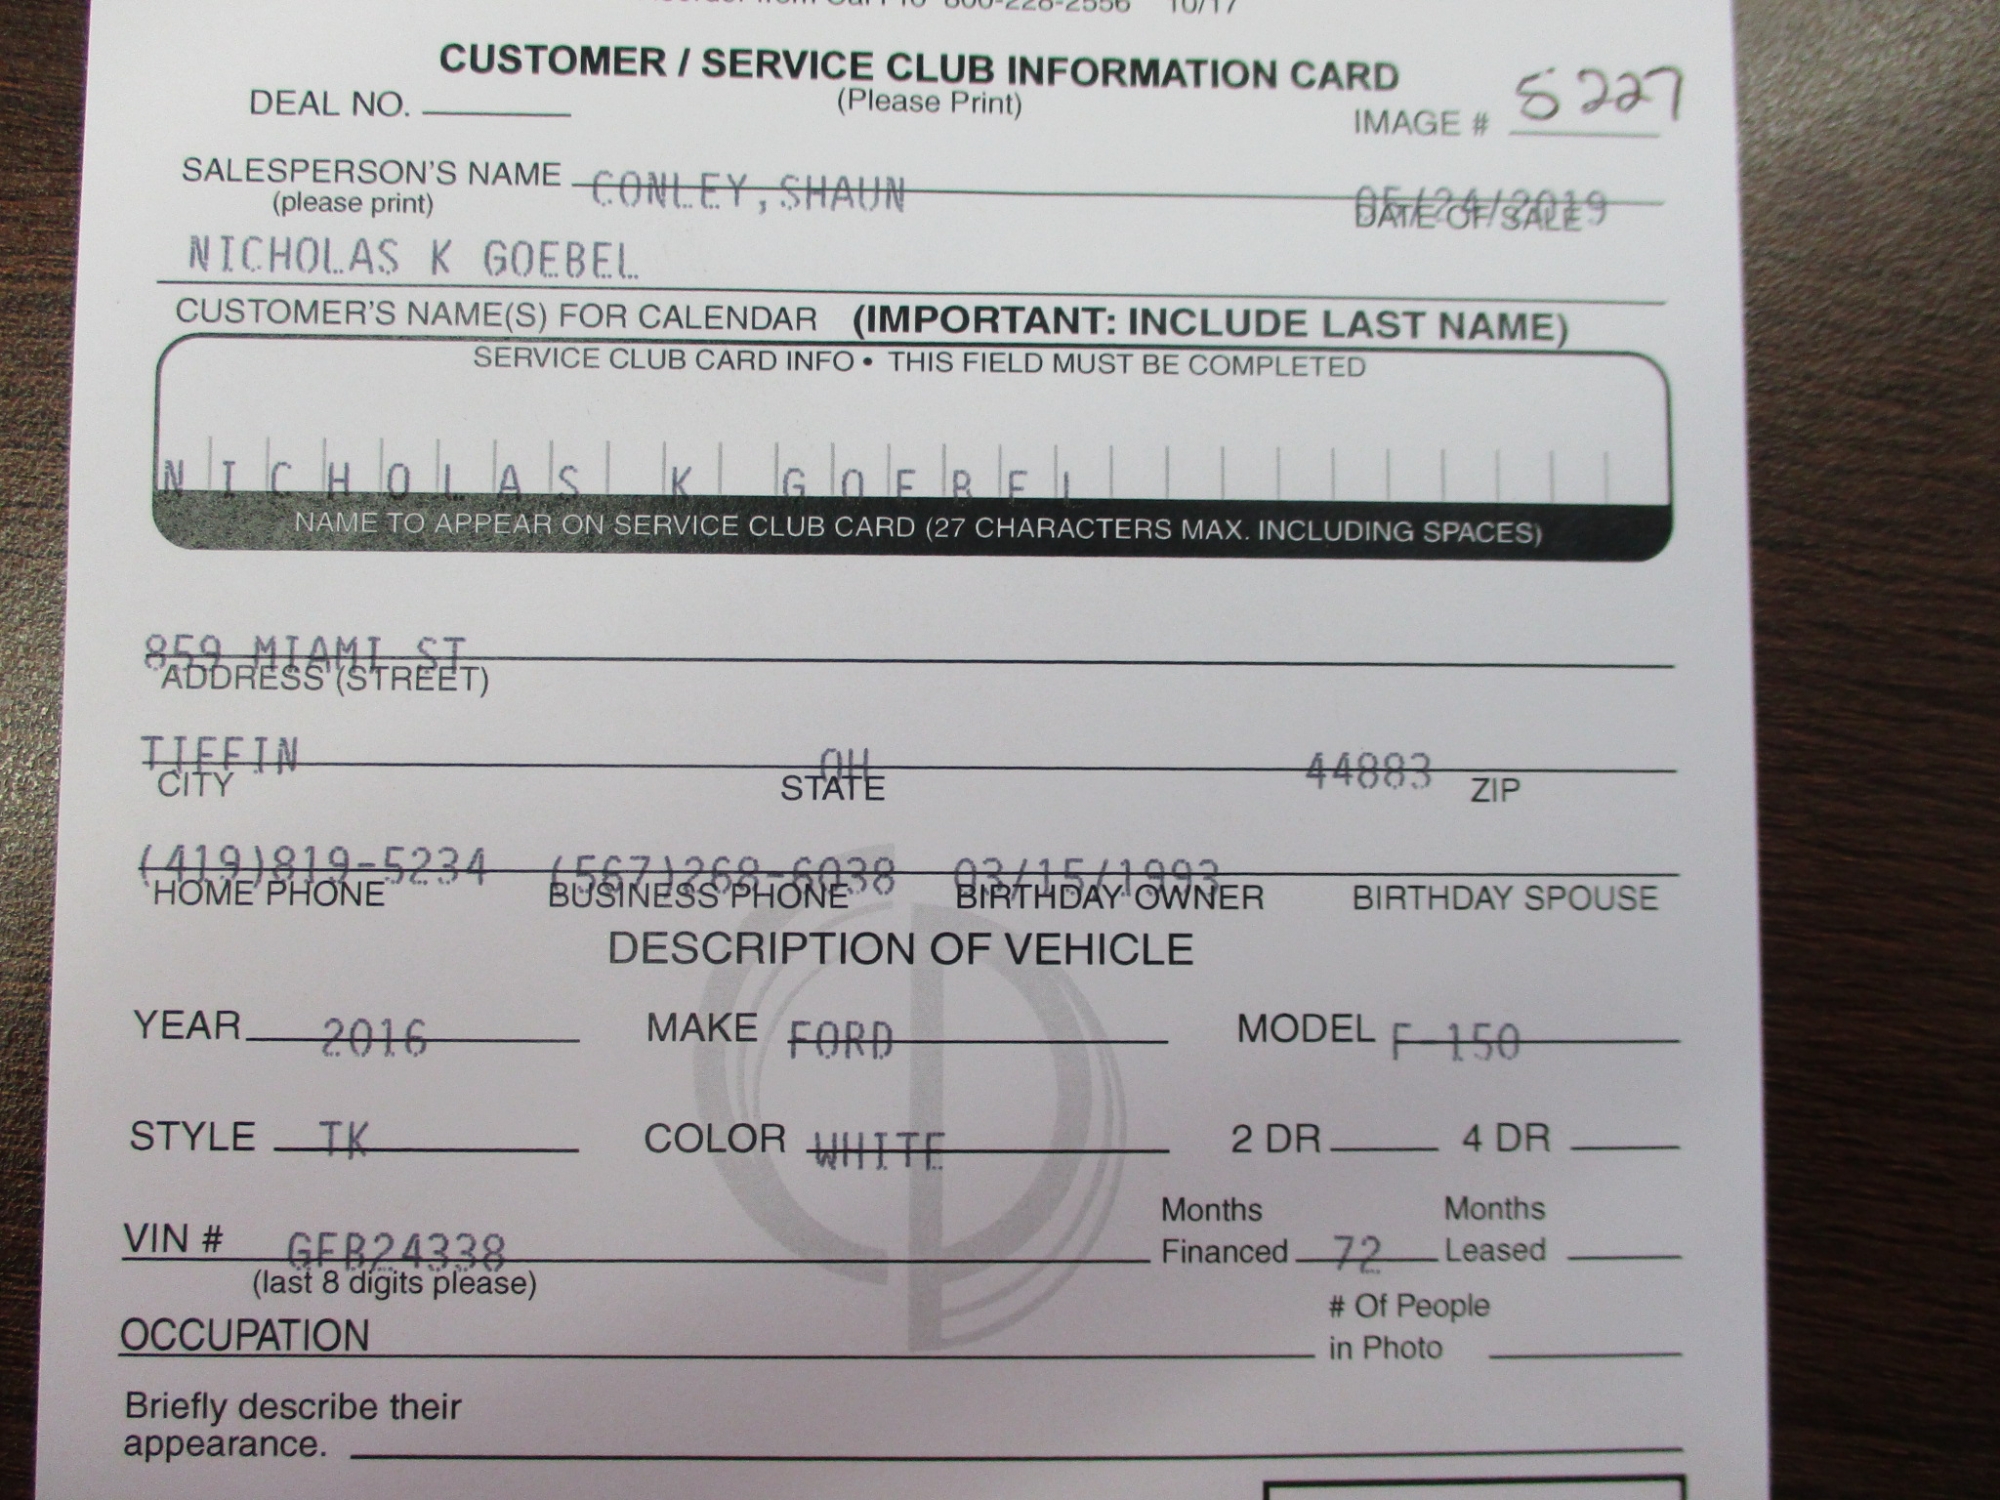 800-228-2556 10/17
CUSTOMER / SERVICE CLUB INFORMATION CARD
DEAL NO. (Please Print) IMAGE # 5227
SALESPERSON'S NAME CONLEY, SHAUN 05/24/2019
(please print) DATE OF SALE
NICHOLAS K GOEBEL
CUSTOMER'S NAME(S) FOR CALENDAR (IMPORTANT: INCLUDE LAST NAME)
SERVICE CLUB CARD INFO • THIS FIELD MUST BE COMPLETED
NICHOLAS K GOEBEL
NAME TO APPEAR ON SERVICE CLUB CARD (27 CHARACTERS MAX. INCLUDING SPACES)
859 MIAMI ST
ADDRESS (STREET)
TIFFIN OH 44883
CITY STATE ZIP
(419)819-5234 (567)268-6038 03/15/1993
HOME PHONE BUSINESS PHONE BIRTHDAY OWNER BIRTHDAY SPOUSE
DESCRIPTION OF VEHICLE
YEAR 2016 MAKE FORD MODEL F-150
STYLE TK COLOR WHITE 2 DR 4 DR
Months Months
VIN # GFB24338 Financed 72 Leased
(last 8 digits please)
# Of People
OCCUPATION in Photo
Briefly describe their
appearance.